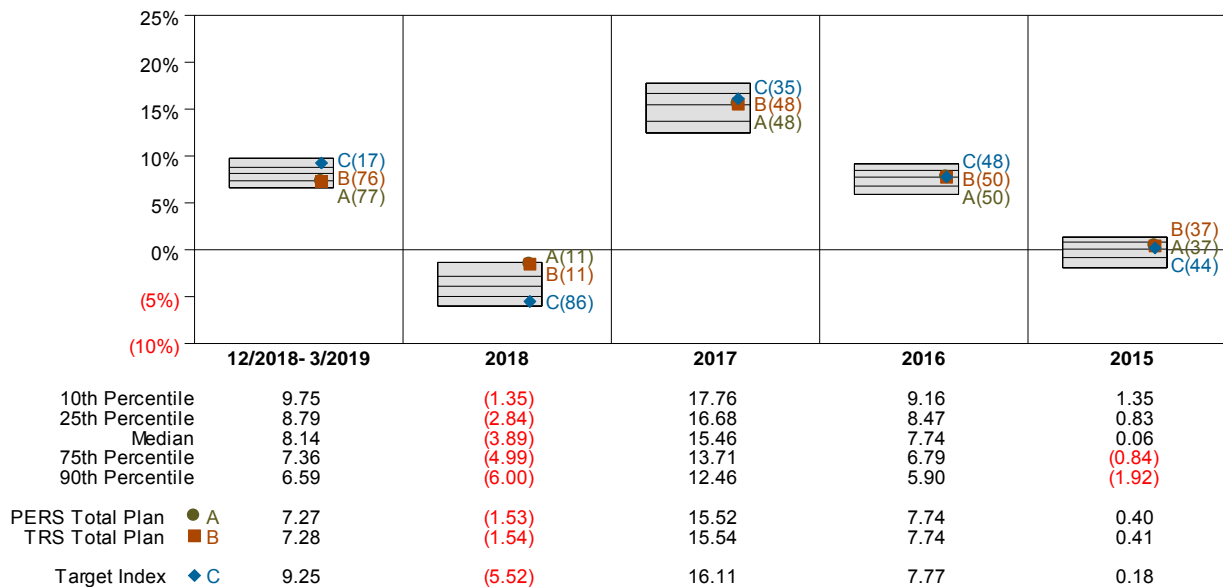 25%
20%
15%
10%
5%
0%
(5%)
(10%)
C(17)
B(76)
A(77)
A(11)
B(11)
C(86)
C(35)
B(48)
A(48)
C(48)
B(50)
A(50)
B(37)
A(37)
C(44)
12/2018- 3/2019 2018 2017 2016 2015
10th Percentile 9.75 (1.35) 17.76 9.16 1.35
25th Percentile 8.79 (2.84) 16.68 8.47 0.83
Median 8.14 (3.89) 15.46 7.74 0.06
75th Percentile 7.36 (4.99) 13.71 6.79 (0.84)
90th Percentile 6.59 (6.00) 12.46 5.90 (1.92)
PERS Total Plan A 7.27 (1.53) 15.52 7.74 0.40
TRS Total Plan B 7.28 (1.54) 15.54 7.74 0.41
Target Index C 9.25 (5.52) 16.11 7.77 0.18